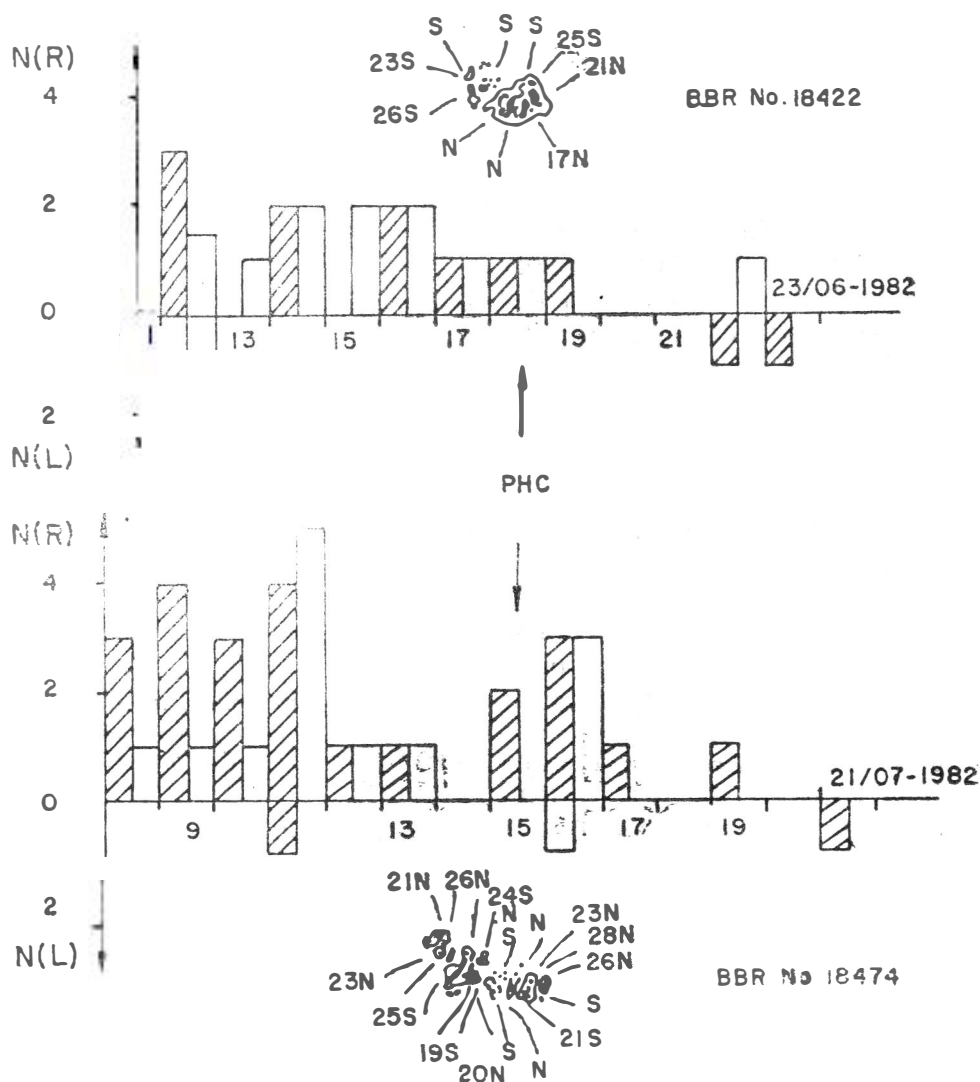 N(R)
4
2
0
2
N(L)
S S S 25S
23S 21N
26S
N N 17N
BBR No. 18422
23/06-1982
1 13 15 17 19 21
PHC
N(R)
4
2
0
2
N(L)
21/07-1982
9 13 15 17 19
21N 26N 24S
N N 23N
S 28N
23N 26N
25S S
19S S 21S
20N N
BBR No 18474